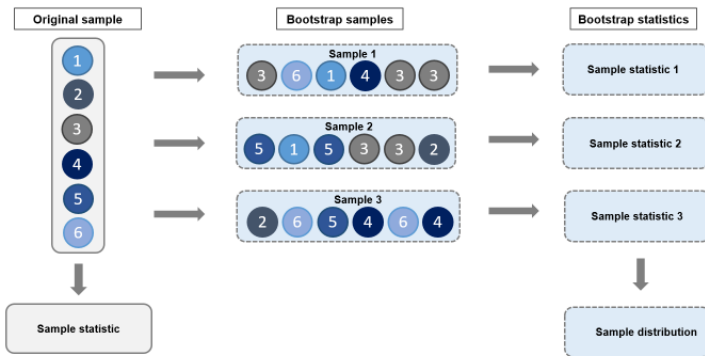 Original sample
Bootstrap samples
Bootstrap statistics
1
2
3
4
5
6
Sample 1
3 6 1 4 3 3
Sample statistic 1
Sample 2
5 1 5 3 3 2
Sample statistic 2
Sample 3
2 6 5 4 6 4
Sample statistic 3
Sample statistic
Sample distribution